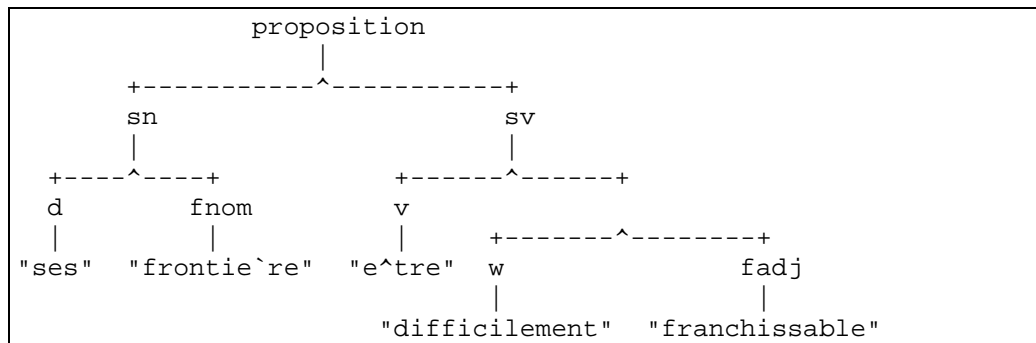 proposition
|
+-----------^-----------+
sn sv
| |
+----^----+ +------^------+
d fnom v
| | | +-------^--------+
"ses" "frontie`re" "e^tre" w fadj
| |
"difficilement" "franchissable"